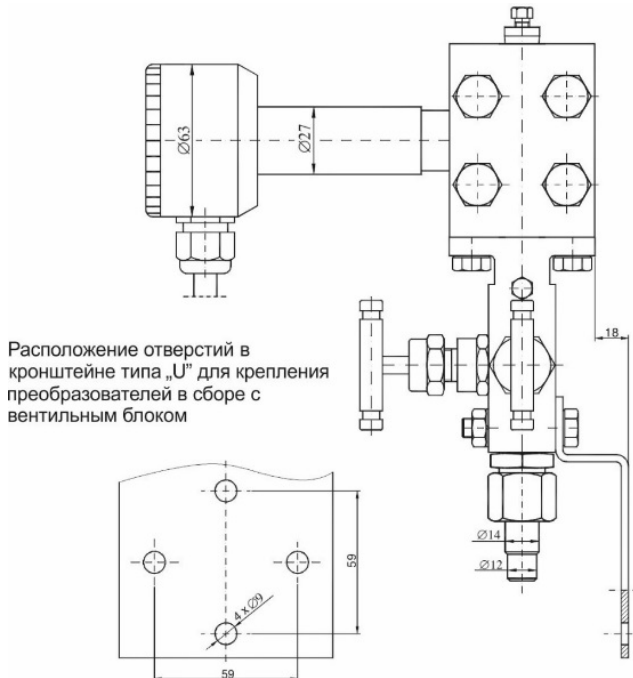 Ø63
Ø27
18
Расположение отверстий в
кронштейне типа „U” для крепления
преобразователей в сборе с
вентильным блоком
Ø14
Ø12
59
4 x Ø9
59